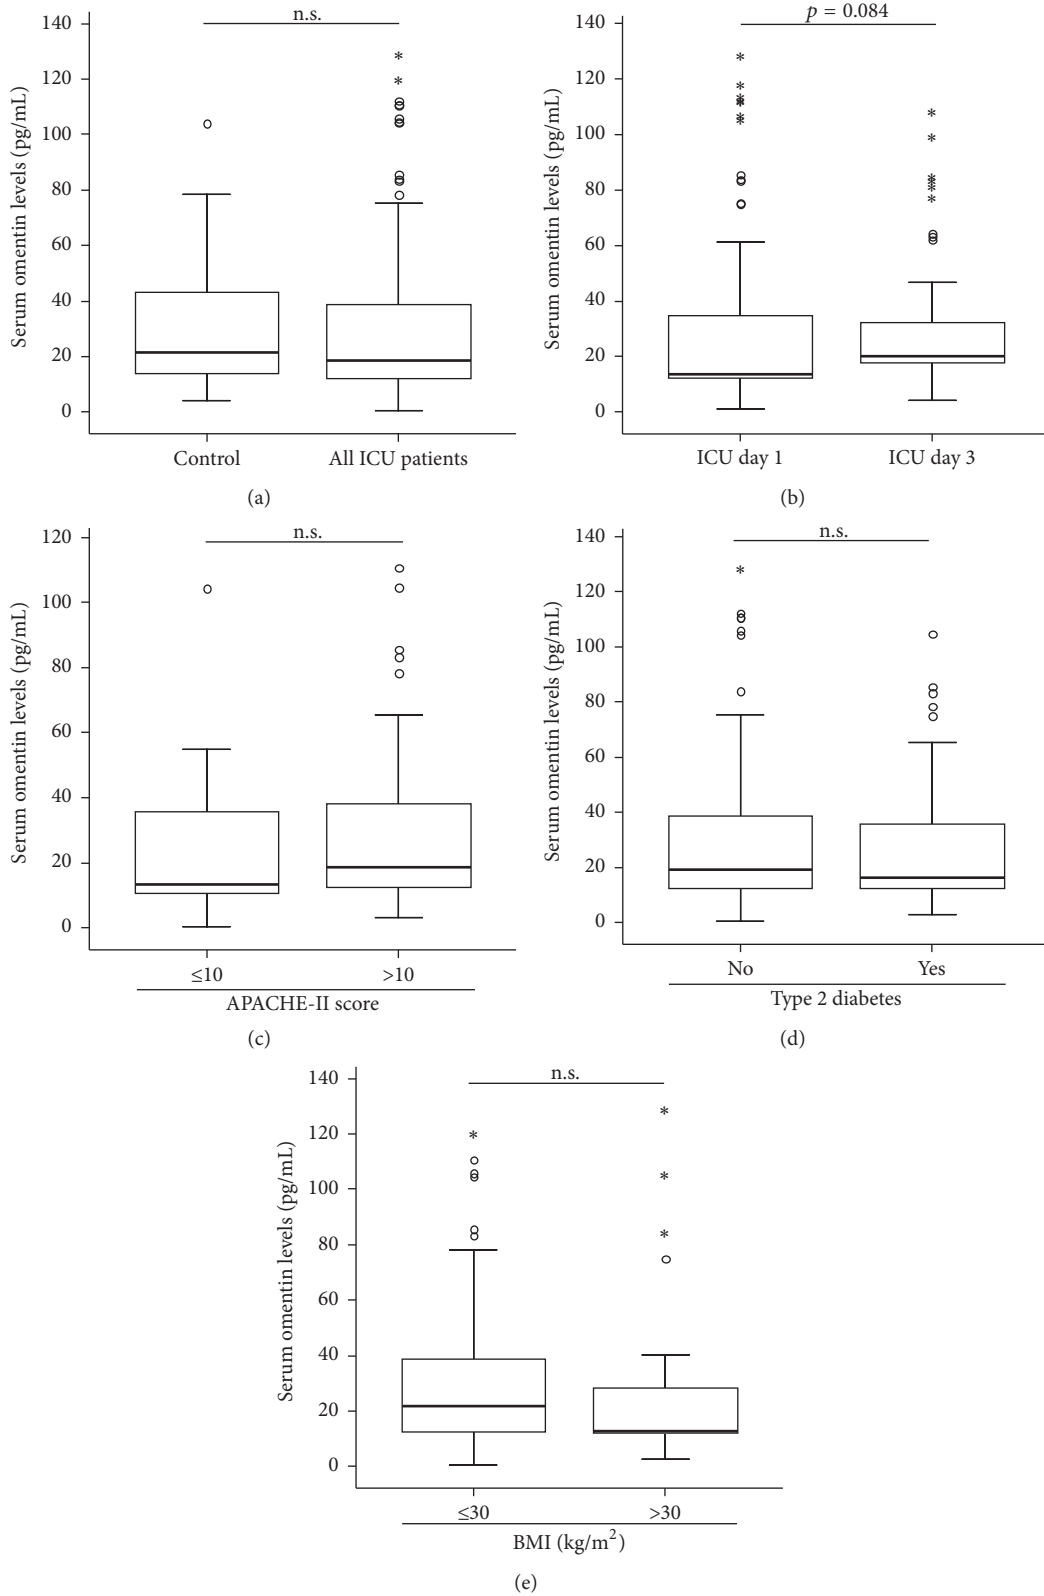 n.s.
140
120
100
80
60
40
20
0
Serum omentin levels (pg/mL)
Control All ICU patients
(a)
p = 0.084
140
120
100
80
60
40
20
0
Serum omentin levels (pg/mL)
ICU day 1 ICU day 3
(b)
n.s.
120
100
80
60
40
20
0
Serum omentin levels (pg/mL)
≤10 >10
APACHE-II score
(c)
n.s.
140
120
100
80
60
40
20
0
Serum omentin levels (pg/mL)
No Yes
Type 2 diabetes
(d)
n.s.
140
120
100
80
60
40
20
0
Serum omentin levels (pg/mL)
≤30 >30
BMI (kg/m²)
(e)